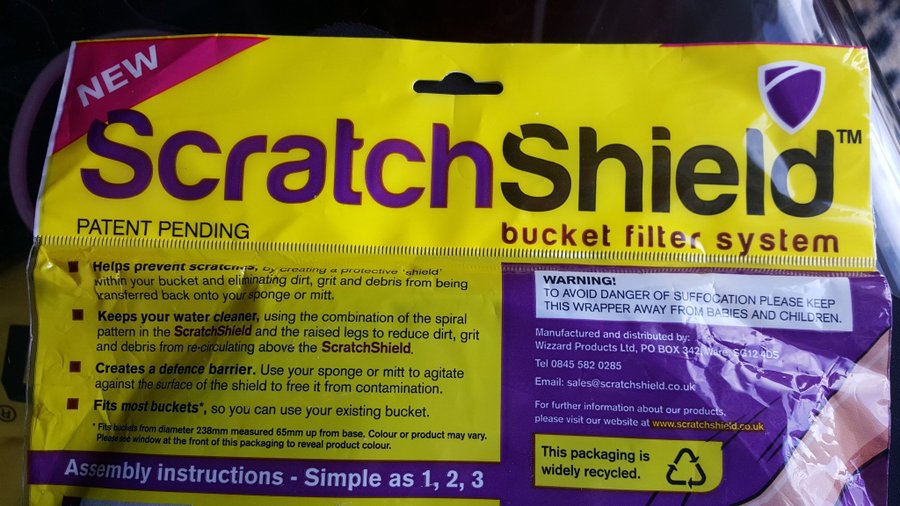 NEW
ScratchShield™
PATENT PENDING
bucket filter system
Helps prevent scratches, by creating a protective 'shield'
within your bucket and eliminating dirt, grit and debris from being
transferred back onto your sponge or mitt.
Keeps your water cleaner, using the combination of the spiral
pattern in the ScratchShield and the raised legs to reduce dirt, grit
and debris from re-circulating above the ScratchShield.
Creates a defence barrier. Use your sponge or mitt to agitate
against the surface of the shield to free it from contamination.
Fits most buckets*, so you can use your existing bucket.
* Fits buckets from diameter 238mm measured 65mm up from base. Colour or product may vary.
Please see window at the front of this packaging to reveal product colour.
Assembly instructions - Simple as 1, 2, 3
WARNING!
TO AVOID DANGER OF SUFFOCATION PLEASE KEEP
THIS WRAPPER AWAY FROM BABIES AND CHILDREN.
Manufactured and distributed by:
Wizzard Products Ltd, PO BOX 342, Ware, SG12 4DS
Tel 0845 582 0285
Email: sales@scratchshield.co.uk
For further information about our products,
please visit our website at www.scratchshield.co.uk
This packaging is
widely recycled.
®